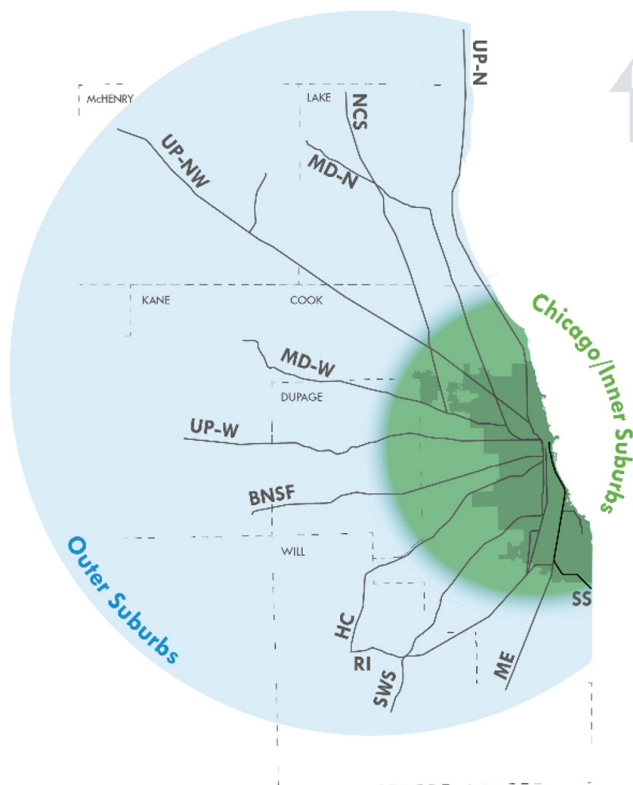 UP-N
McHENRY
LAKE
NCS
UP-NW
MD-N
KANE
COOK
Chicago/Inner Suburbs
MD-W
DUPAGE
UP-W
BNSF
WILL
Outer Suburbs
SS
HC
RI
ME
SWS